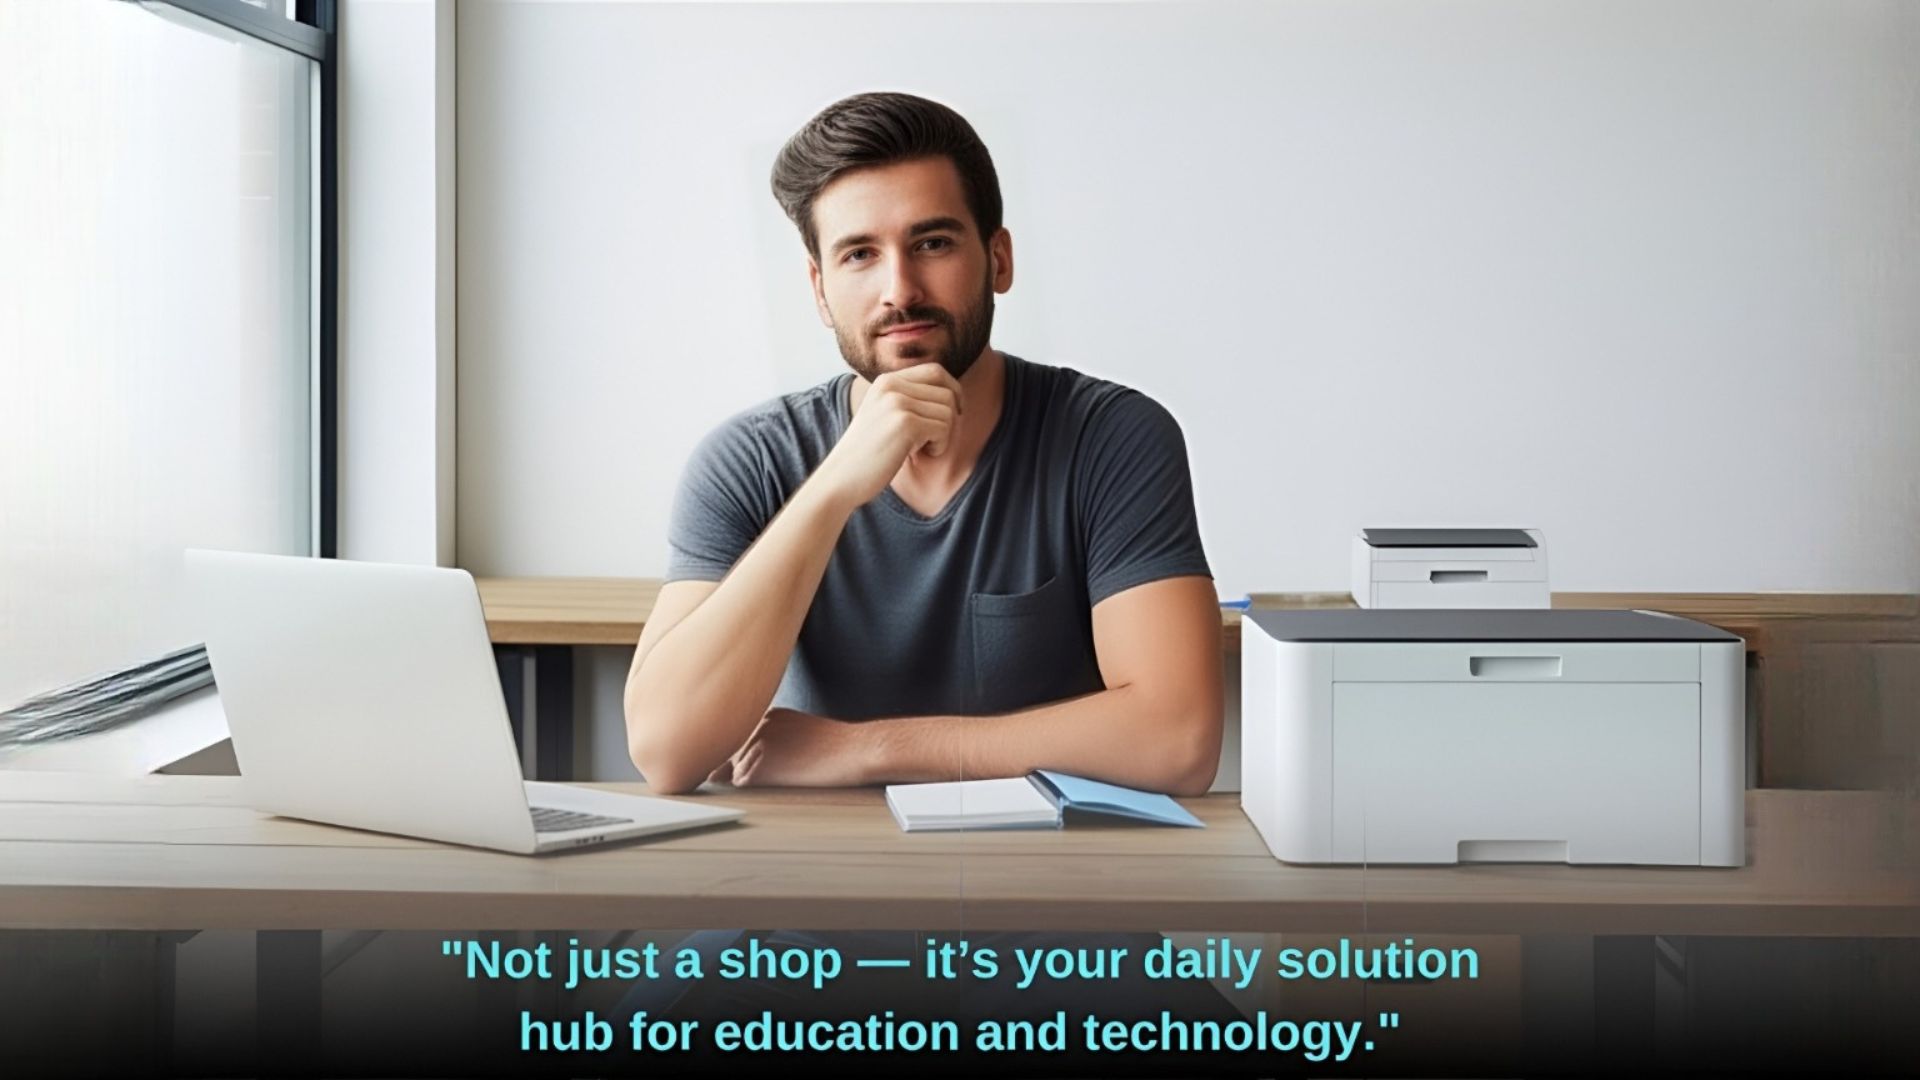 "Not just a shop — it’s your daily solution
hub for education and technology."